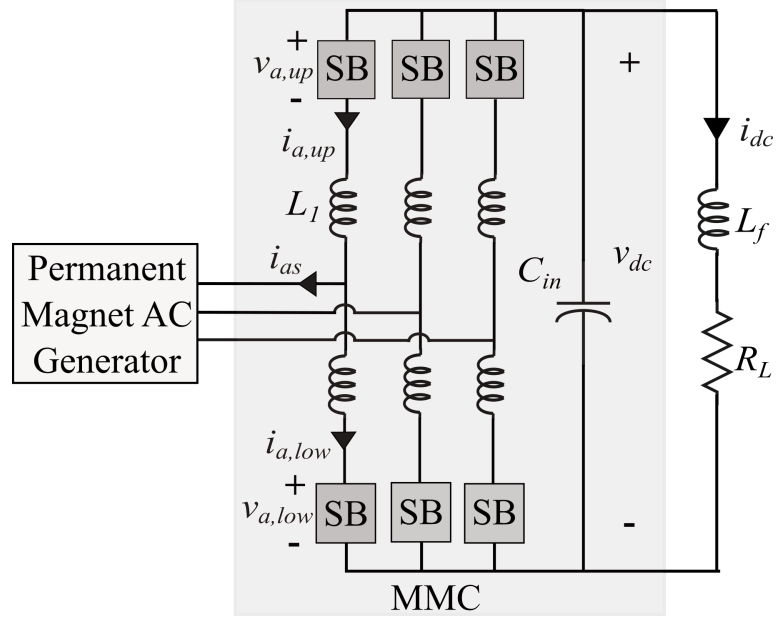 +
v_{a,up}
-
SB
SB
SB
i_{a,up}
L_1
i_{as}
Permanent
Magnet AC
Generator
i_{a,low}
+
v_{a,low}
-
SB
SB
SB
C_{in}
+
v_{dc}
-
i_{dc}
L_f
R_L
MMC